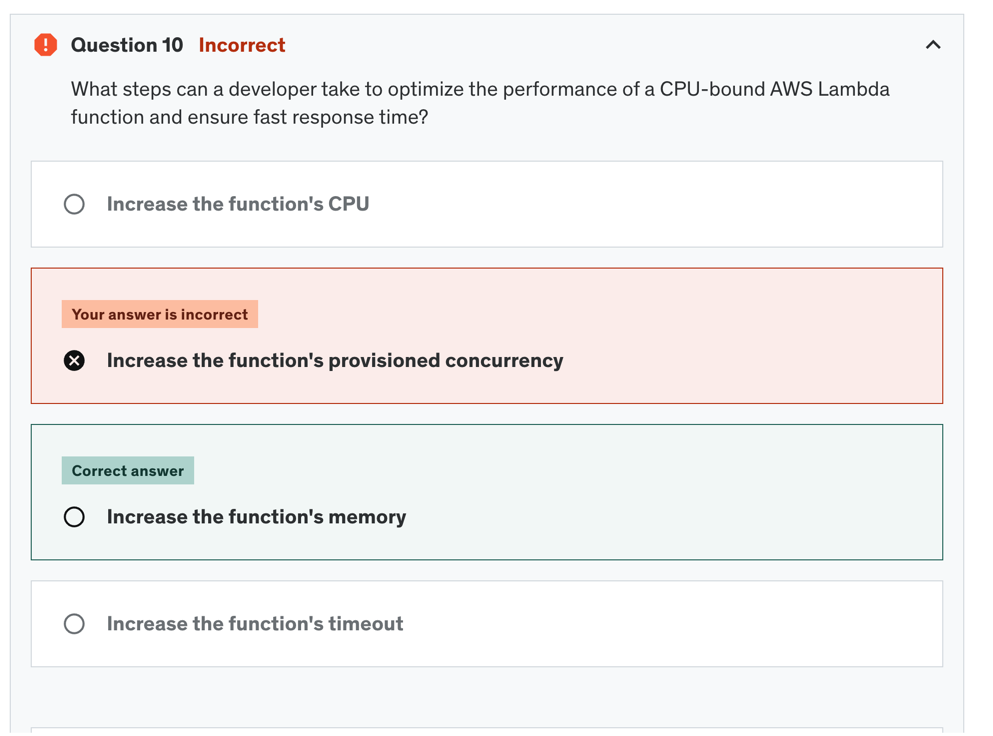 Question 10 Incorrect
What steps can a developer take to optimize the performance of a CPU-bound AWS Lambda
function and ensure fast response time?
Increase the function's CPU
Your answer is incorrect
Increase the function's provisioned concurrency
Correct answer
Increase the function's memory
Increase the function's timeout